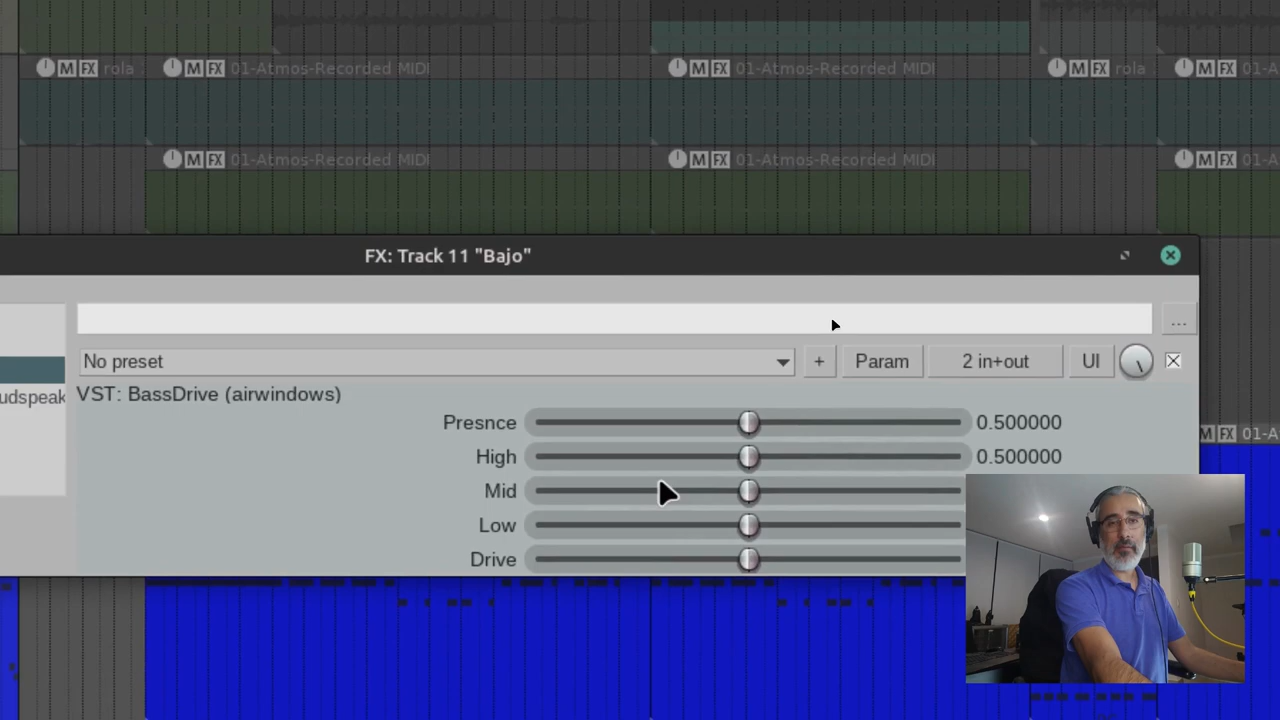 M FX rola M FX 01-Atmos-Recorded MIDI M FX 01-Atmos-Recorded MIDI M FX rola M FX 01-A
M FX 01-Atmos-Recorded MIDI M FX 01-Atmos-Recorded MIDI M FX 01-A
FX: Track 11 "Bajo"
...
No preset + Param 2 in+out UI
udspeak VST: BassDrive (airwindows)
Presnce 0.500000
M FX 01-A
High 0.500000
Mid
Low
Drive